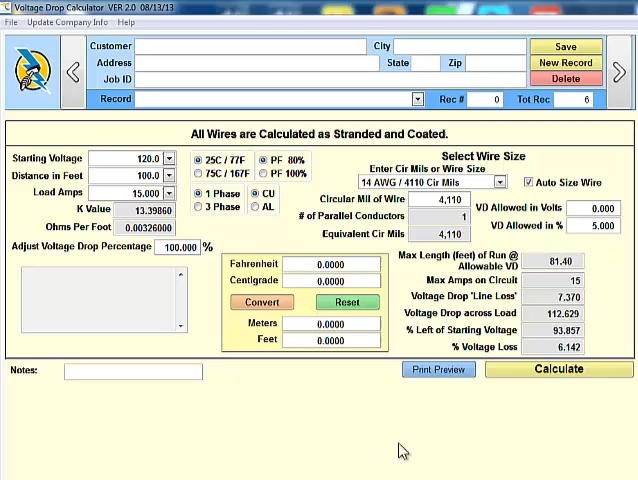 Voltage Drop Calculator VER 2.0 08/13/13
File Update Company Info Help
Customer City Save
Address State Zip New Record
Job ID Delete
Record Rec # 0 Tot Rec 6
All Wires are Calculated as Stranded and Coated.
Starting Voltage 120.0
Distance in Feet 100.0
Load Amps 15.000
K Value 13.39860
Ohms Per Foot 0.00326000
Adjust Voltage Drop Percentage 100.000 %
25C / 77F PF 80%
75C / 167F PF 100%
1 Phase CU
3 Phase AL
Select Wire Size
Enter Cir Mils or Wire Size
14 AWG / 4110 Cir Mils Auto Size Wire
Circular Mil of Wire 4,110
# of Parallel Conductors 1
Equivalent Cir Mils 4,110
VD Allowed in Volts 0.000
VD Allowed in % 5.000
Fahrenheit 0.0000
Centigrade 0.0000
Convert Reset
Meters 0.0000
Feet 0.0000
Max Length (feet) of Run @
Allowable VD 81.40
Max Amps on Circuit 15
Voltage Drop 'Line Loss' 7.370
Voltage Drop across Load 112.629
% Left of Starting Voltage 93.857
% Voltage Loss 6.142
Notes: Print Preview Calculate